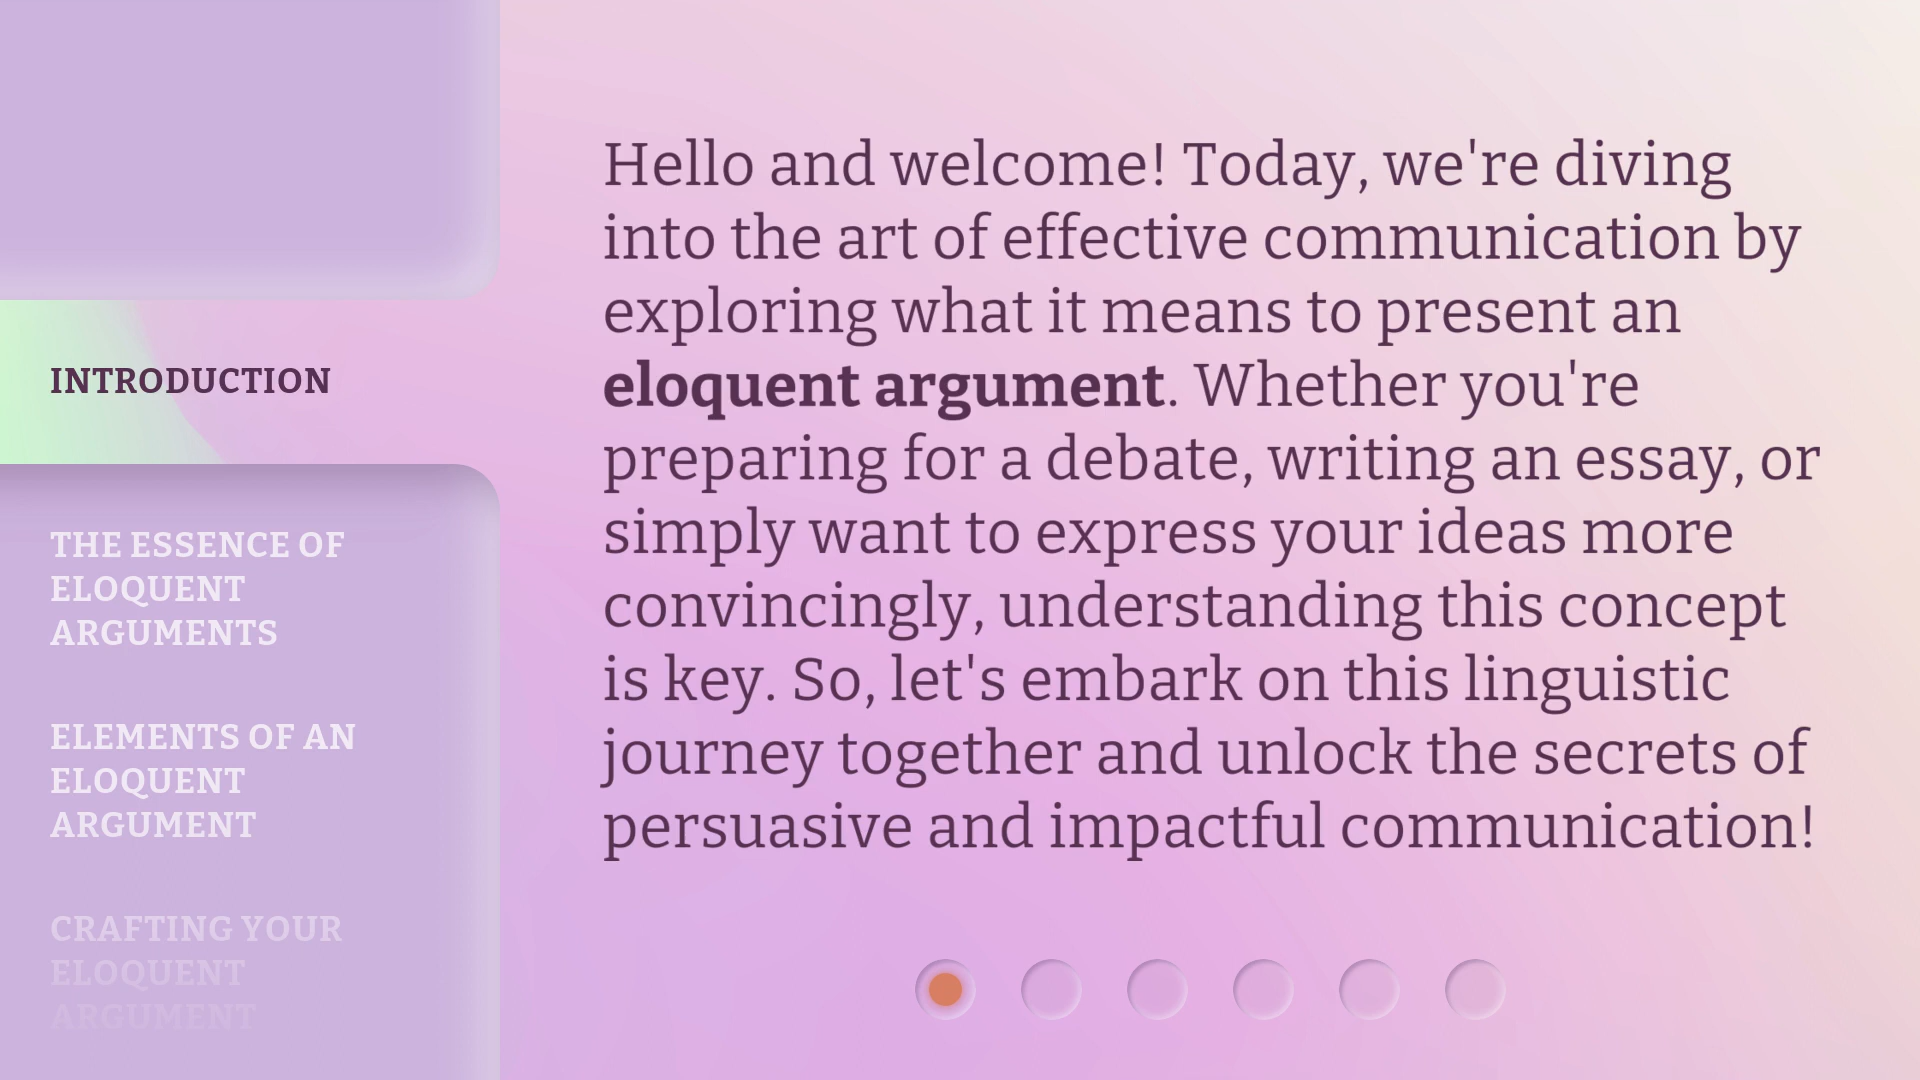 INTRODUCTION
THE ESSENCE OF
ELOQUENT
ARGUMENTS
ELEMENTS OF AN
ELOQUENT
ARGUMENT
CRAFTING YOUR
ELOQUENT
ARGUMENT
Hello and welcome! Today, we're diving
into the art of effective communication by
exploring what it means to present an
eloquent argument. Whether you're
preparing for a debate, writing an essay, or
simply want to express your ideas more
convincingly, understanding this concept
is key. So, let's embark on this linguistic
journey together and unlock the secrets of
persuasive and impactful communication!